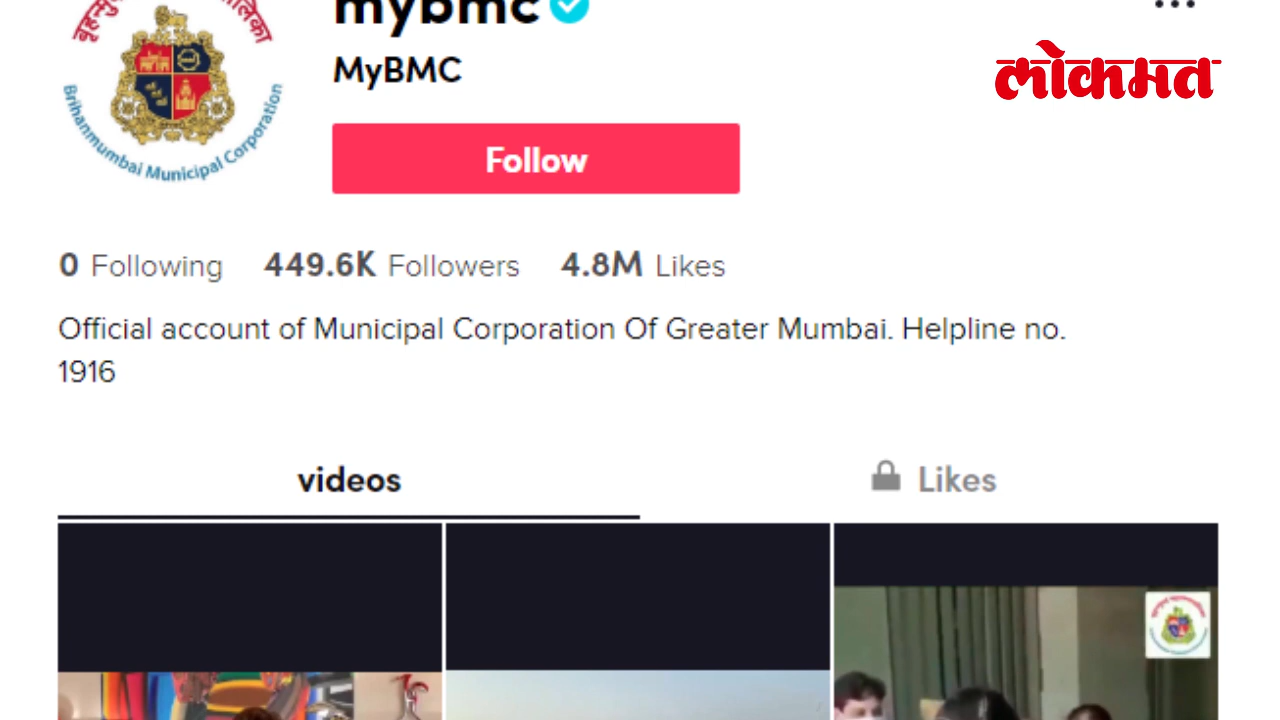 mybmc
MyBMC
लोकमत
Brihanmumbai Municipal Corporation
Follow
0 Following 449.6K Followers 4.8M Likes
Official account of Municipal Corporation Of Greater Mumbai. Helpline no.
1916
videos
Likes